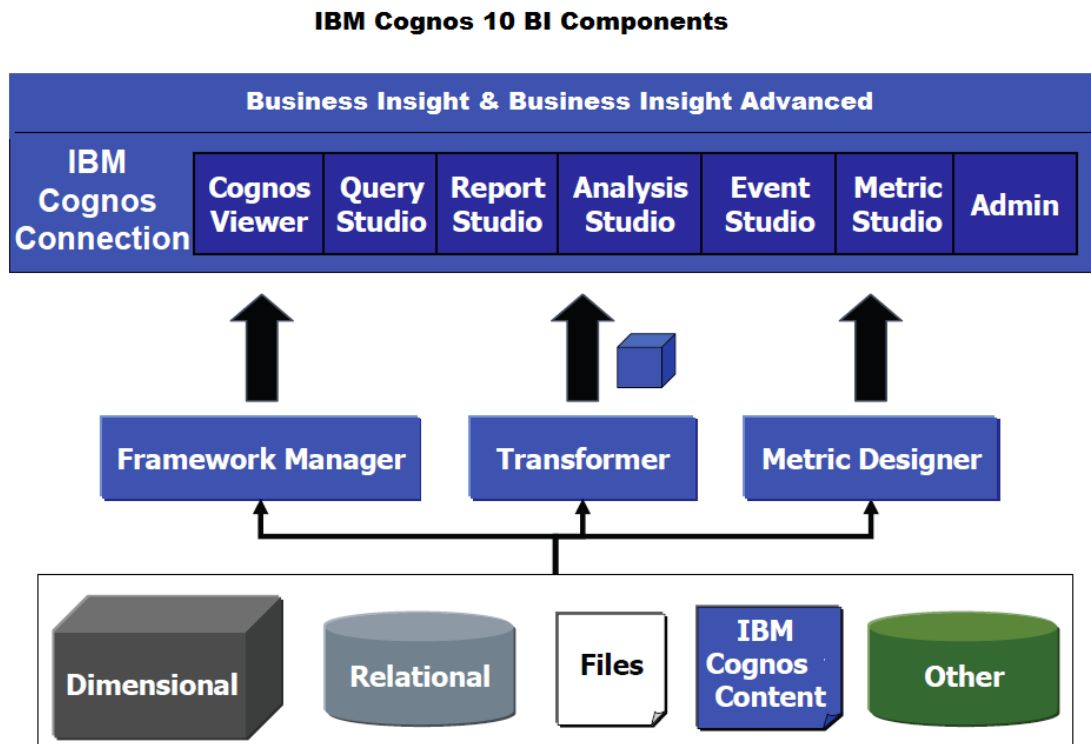 IBM Cognos 10 BI Components
Business Insight & Business Insight Advanced
IBM
Cognos
Connection
Cognos
Viewer
Query
Studio
Report
Studio
Analysis
Studio
Event
Studio
Metric
Studio
Admin
Framework Manager
Transformer
Metric Designer
Dimensional
Relational
Files
IBM
Cognos
Content
Other